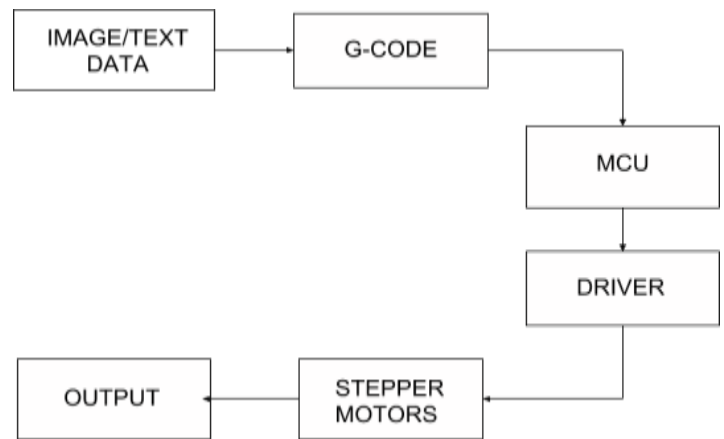 IMAGE/TEXT
DATA
G-CODE
MCU
DRIVER
STEPPER
MOTORS
OUTPUT